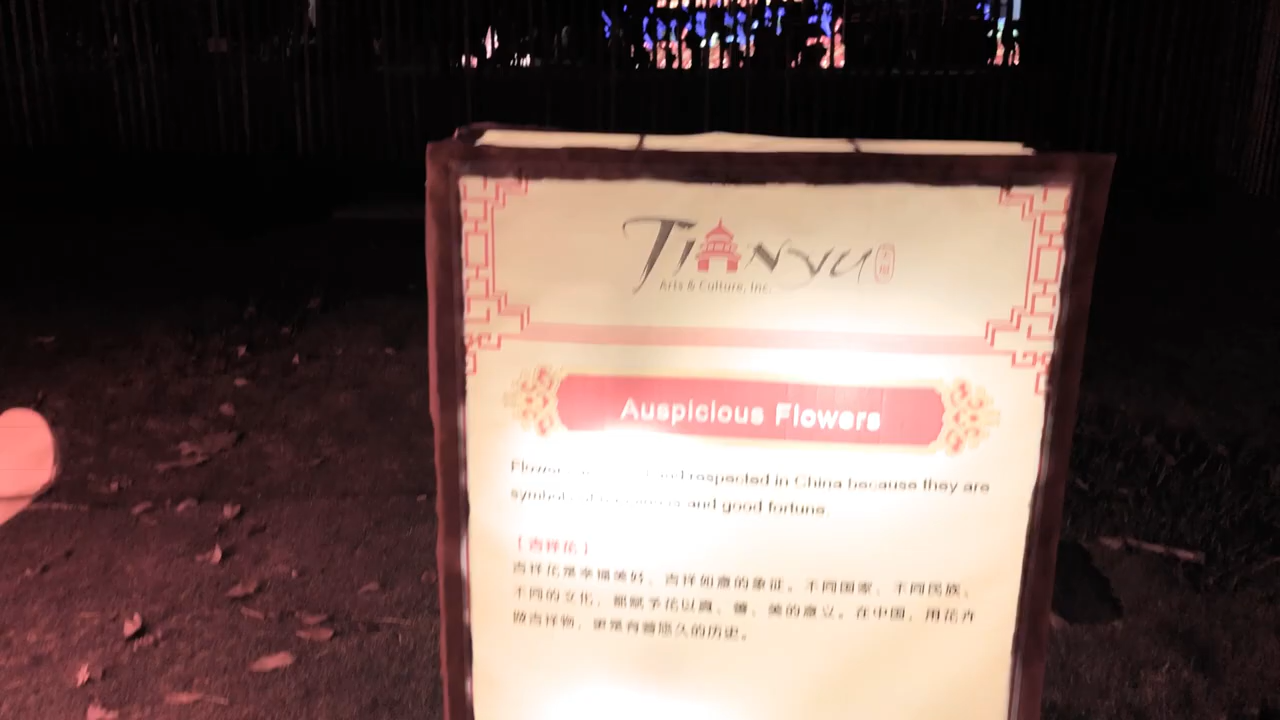 Tianyu
Arts & Culture, Inc.
Auspicious Flowers
respected in China because they are
and good fortune.
【吉祥花】
吉祥花是幸福美好、吉祥如意的象征。不同国家、不同民族、
不同的文化，都赋予花以真、善、美的意义。在中国，用花卉
做吉祥物，更是有着悠久的历史。